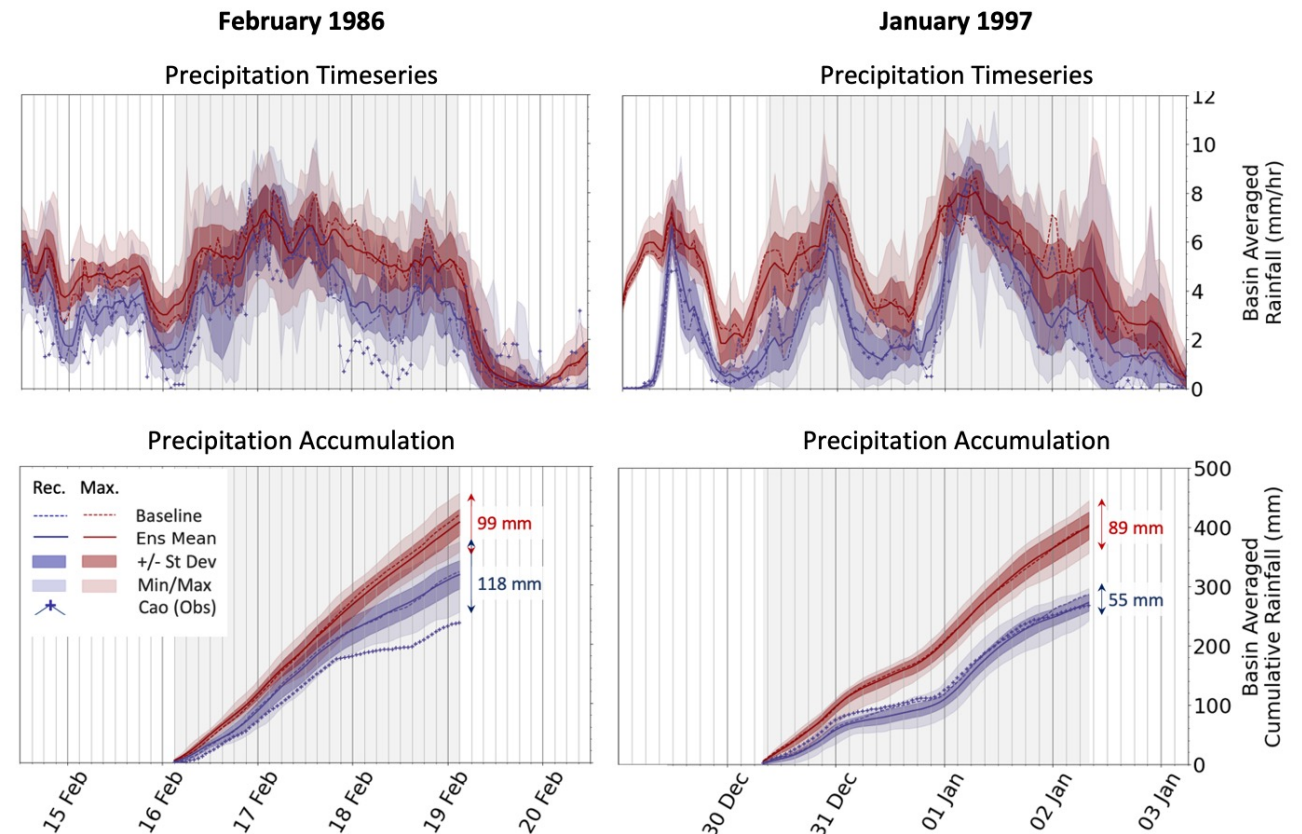 February 1986
January 1997
Precipitation Timeseries
Precipitation Timeseries
12
10
8
6
4
2
0
Basin Averaged
Rainfall (mm/hr)
Precipitation Accumulation
Precipitation Accumulation
Rec. Max.
Baseline
Ens Mean
+/- St Dev
Min/Max
Cao (Obs)
99 mm
118 mm
89 mm
55 mm
500
400
300
200
100
0
Basin Averaged
Cumulative Rainfall (mm)
15 Feb
16 Feb
17 Feb
18 Feb
19 Feb
20 Feb
30 Dec
31 Dec
01 Jan
02 Jan
03 Jan